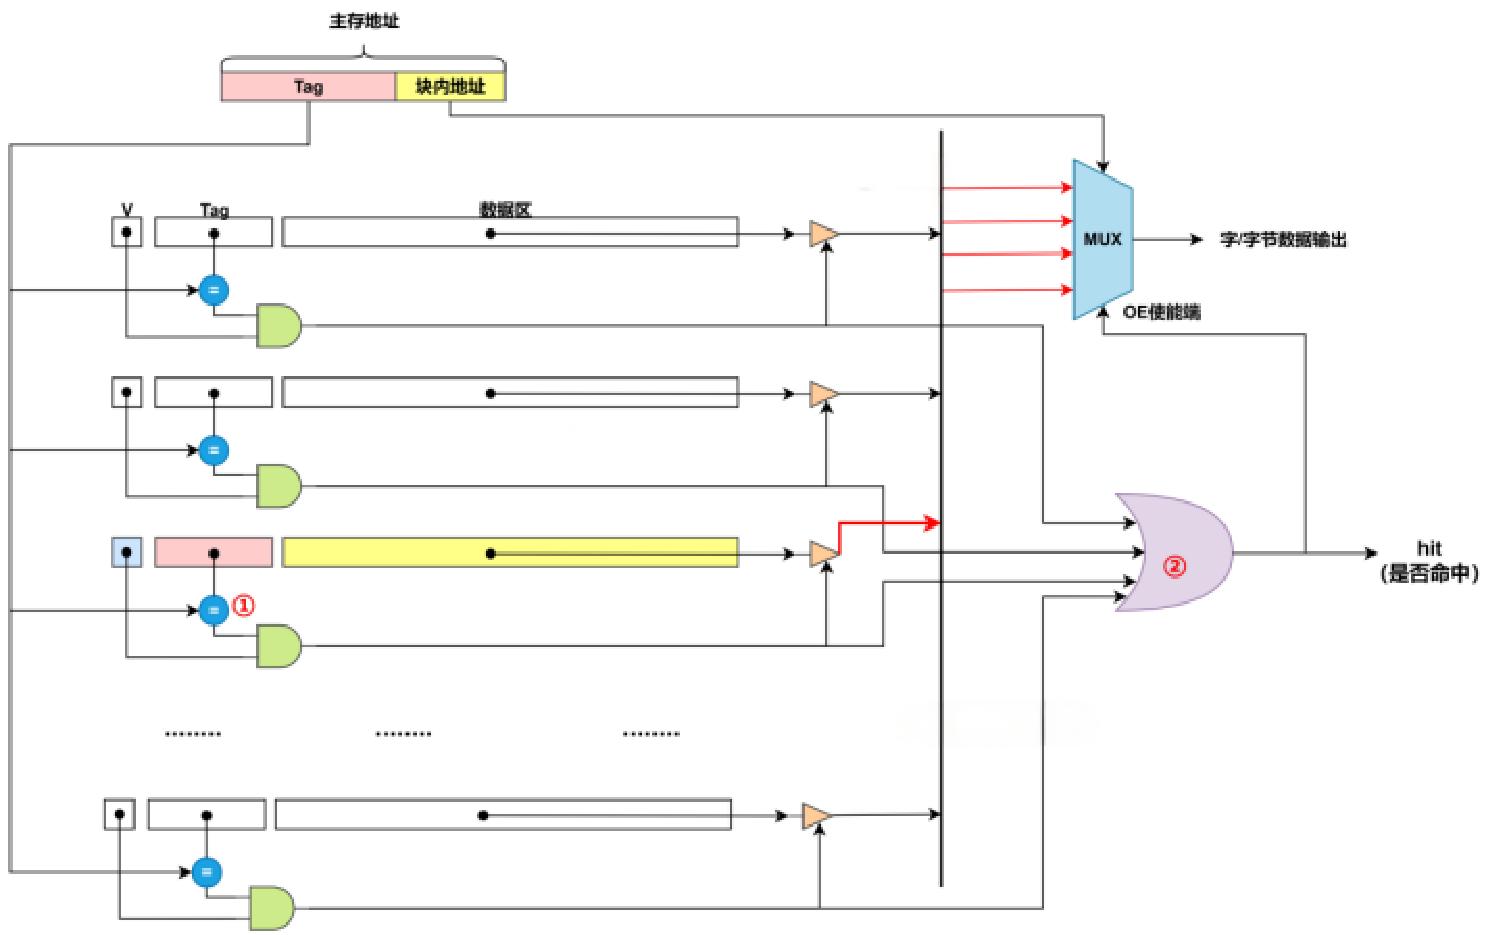 主存地址
Tag 块内地址
V Tag 数据区
= 
MUX
字/字节数据输出
OE使能端
=
= ①
②
hit
(是否命中)
........ ........ ........
=